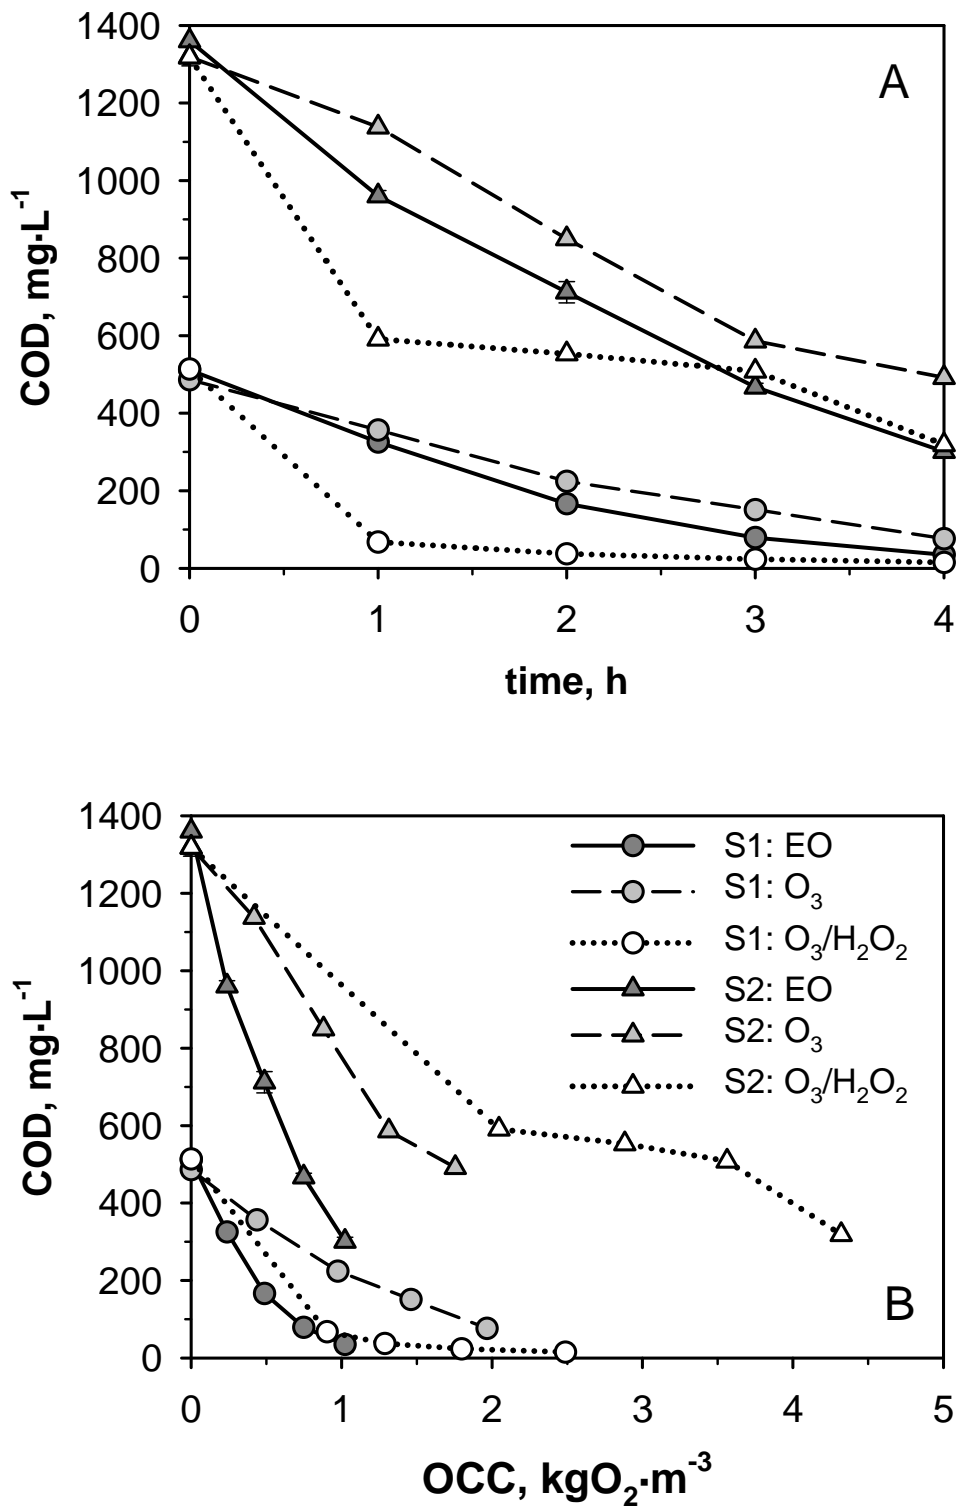 1400
1200
1000
800
600
400
200
0
COD, mg·L⁻¹
A
0 1 2 3 4
time, h
1400
1200
1000
800
600
400
200
0
COD, mg·L⁻¹
S1: EO
S1: O₃
S1: O₃/H₂O₂
S2: EO
S2: O₃
S2: O₃/H₂O₂
B
0 1 2 3 4 5
OCC, kgO₂·m⁻³